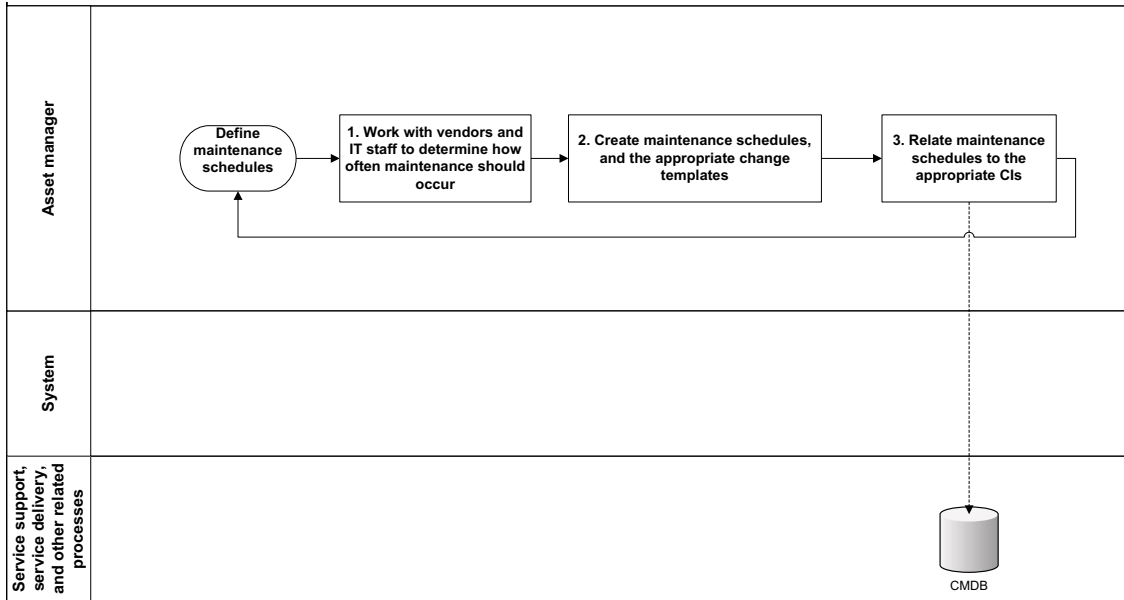 Asset manager
Define
maintenance
schedules
1. Work with vendors and
IT staff to determine how
often maintenance should
occur
2. Create maintenance schedules,
and the appropriate change
templates
3. Relate maintenance
schedules to the
appropriate CIs
System
Service support,
service delivery,
and other related
processes
CMDB